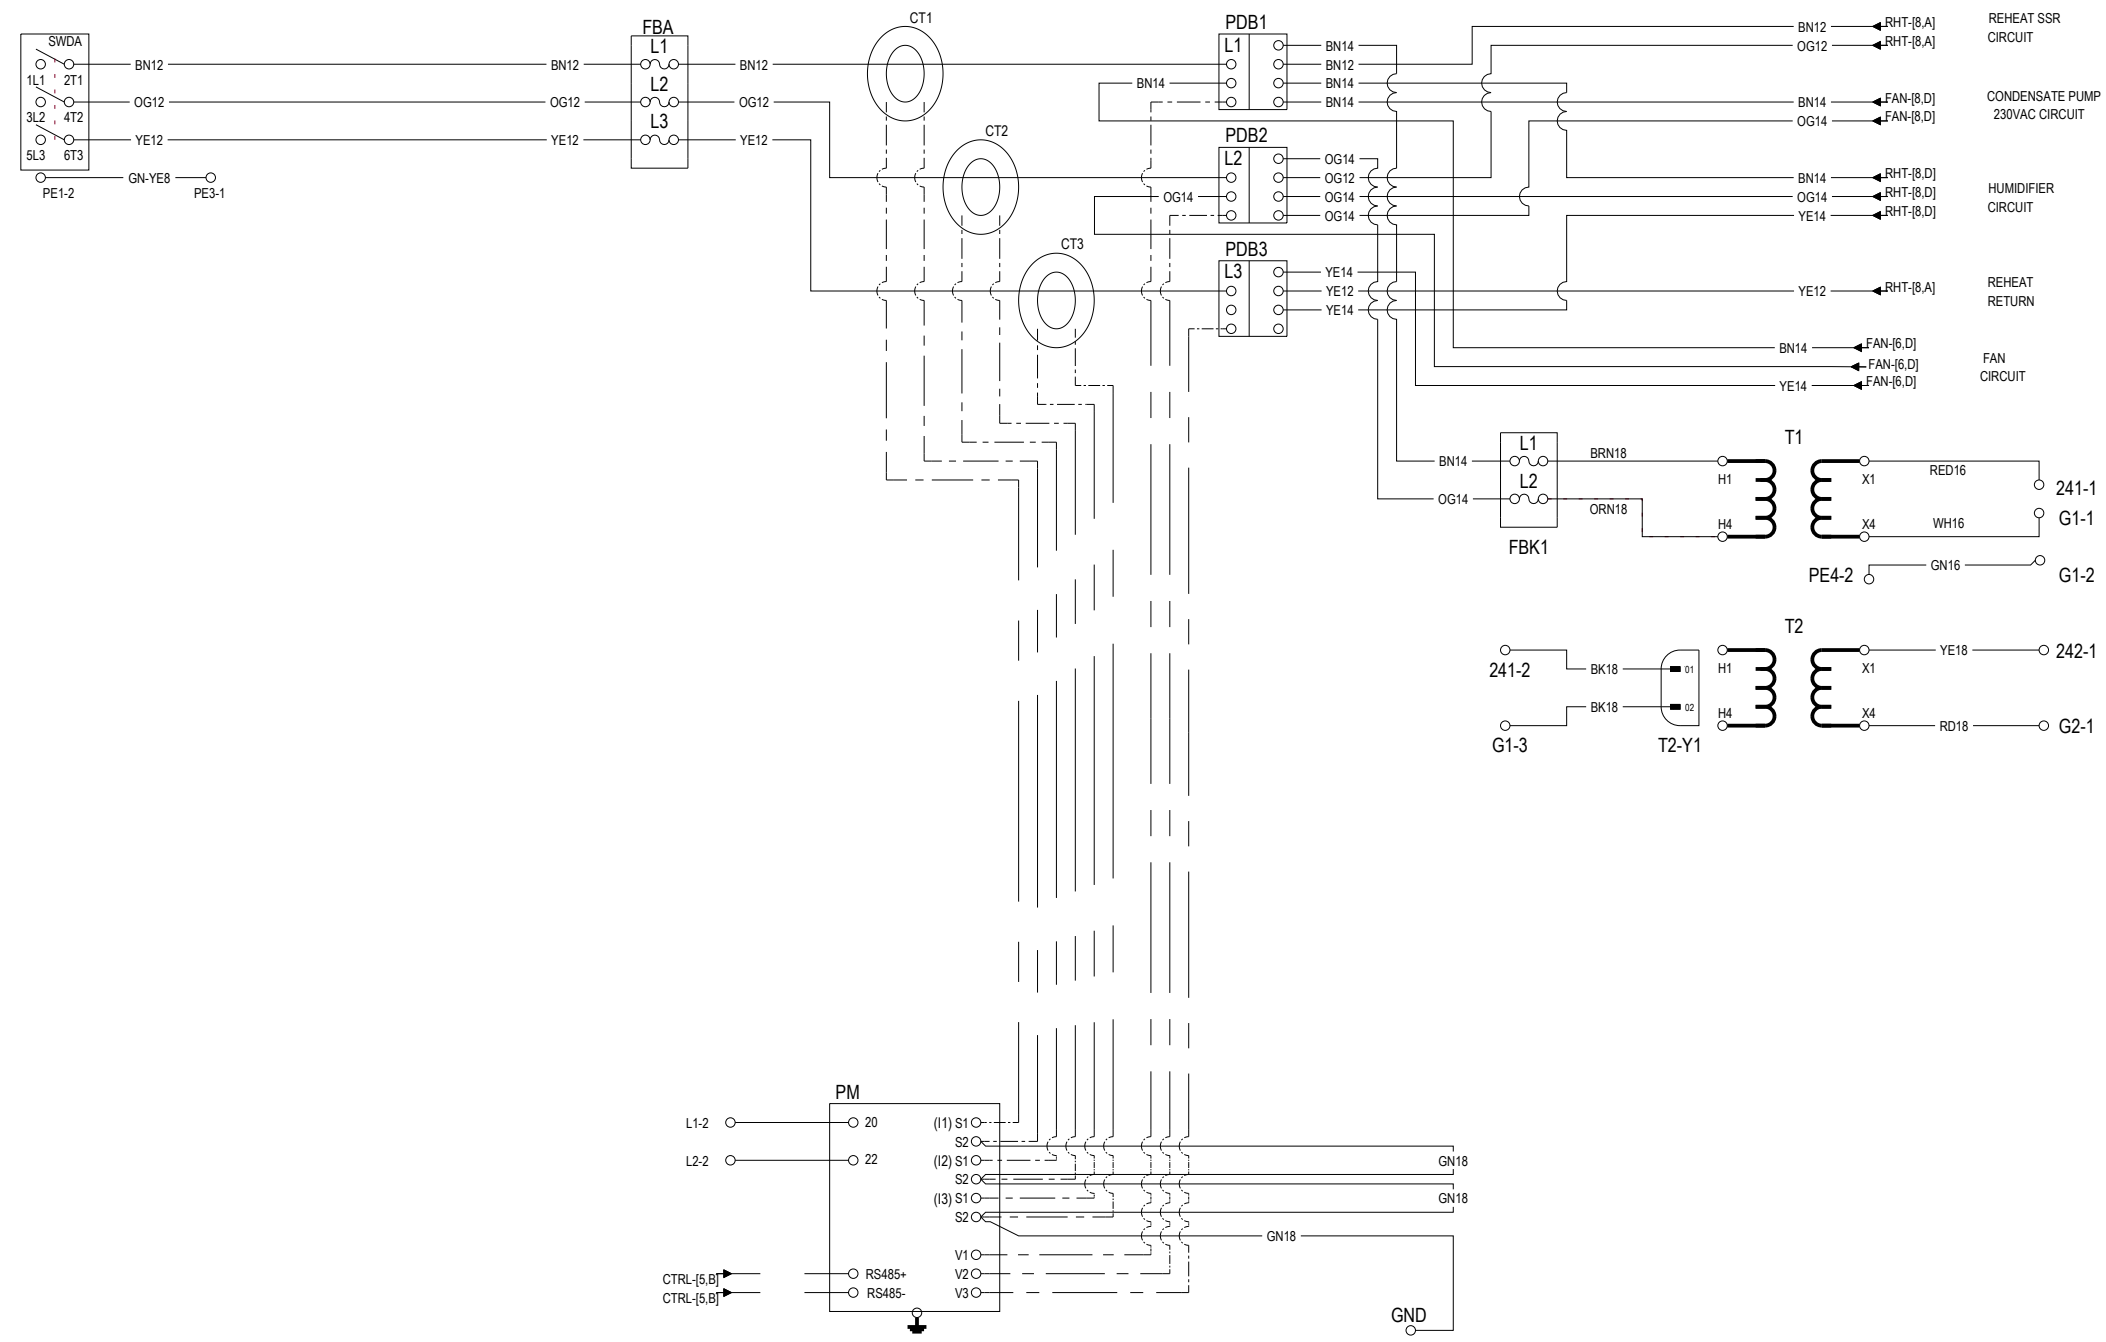 SWDA
1L1 2T1
3L2 4T2
5L3 6T3
BN12
OG12
YE12
PE1-2
GN-YE8
PE3-1
BN12
OG12
YE12
FBA
L1
L2
L3
BN12
OG12
YE12
CT1
CT2
CT3
PDB1
L1
BN14
BN14
BN12
BN14
BN14
PDB2
L2
OG14
OG14
OG12
OG14
OG14
PDB3
L3
YE14
YE12
YE14
BN12 RHT-[8,A]
OG12 RHT-[8,A]
REHEAT SSR
CIRCUIT
BN14 FAN-[8,D]
OG14 FAN-[8,D]
CONDENSATE PUMP
230VAC CIRCUIT
BN14 RHT-[8,D]
OG14 RHT-[8,D]
YE14 RHT-[8,D]
HUMIDIFIER
CIRCUIT
YE12 RHT-[8,A]
REHEAT
RETURN
BN14 FAN-[6,D]
FAN-[6,D]
YE14 FAN-[6,D]
FAN
CIRCUIT
BN14
OG14
L1
L2
FBK1
BRN18
ORN18
T1
H1
H4
X1
X4
RED16
WH16
241-1
G1-1
PE4-2
GN16
G1-2
241-2
G1-3
BK18
BK18
01
02
T2-Y1
T2
H1
H4
X1
X4
YE18
RD18
242-1
G2-1
PM
L1-2
20
L2-2
22
(I1) S1
S2
(I2) S1
S2
(I3) S1
S2
V1
V2
V3
GN18
GN18
GN18
CTRL-[5,B]
RS485+
CTRL-[5,B]
RS485-
GND